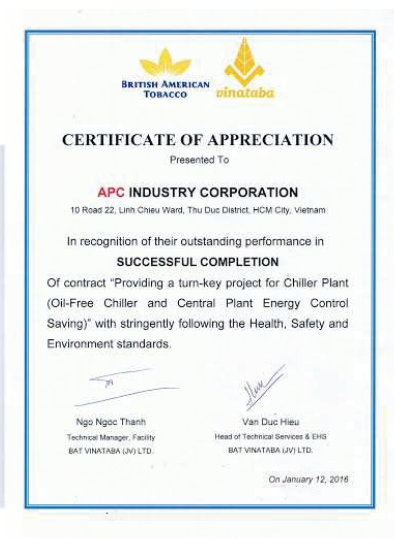 BRITISH AMERICAN
TOBACCO
vinataba
CERTIFICATE OF APPRECIATION
Presented To
APC INDUSTRY CORPORATION
10 Road 22, Linh Chieu Ward, Thu Duc District, HCM City, Vietnam
In recognition of their outstanding performance in
SUCCESSFUL COMPLETION
Of contract “Providing a turn-key project for Chiller Plant
(Oil-Free Chiller and Central Plant Energy Control
Saving)” with stringently following the Health, Safety and
Environment standards.
Ngo Ngoc Thanh
Technical Manager, Facility
BAT VINATABA (JV) LTD.
Van Duc Hieu
Head of Technical Services & EHS
BAT VINATABA (JV) LTD.
On January 12, 2016